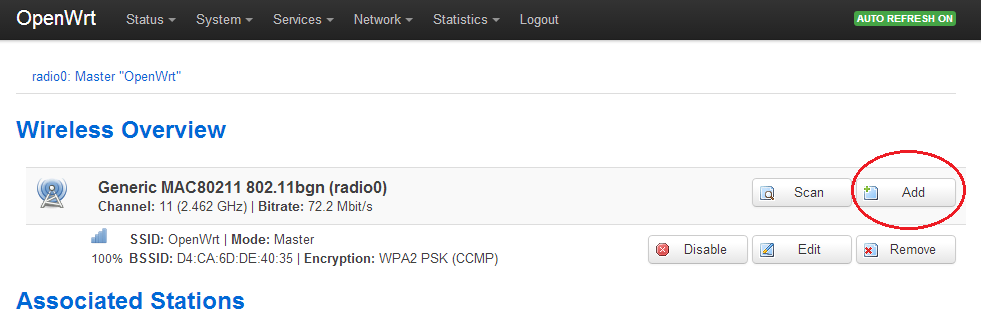 OpenWrt Status System Services Network Statistics Logout AUTO REFRESH ON
radio0: Master "OpenWrt"
Wireless Overview
Generic MAC80211 802.11bgn (radio0)
Channel: 11 (2.462 GHz) | Bitrate: 72.2 Mbit/s
Scan Add
SSID: OpenWrt | Mode: Master
100% BSSID: D4:CA:6D:DE:40:35 | Encryption: WPA2 PSK (CCMP)
Disable Edit Remove
Associated Stations